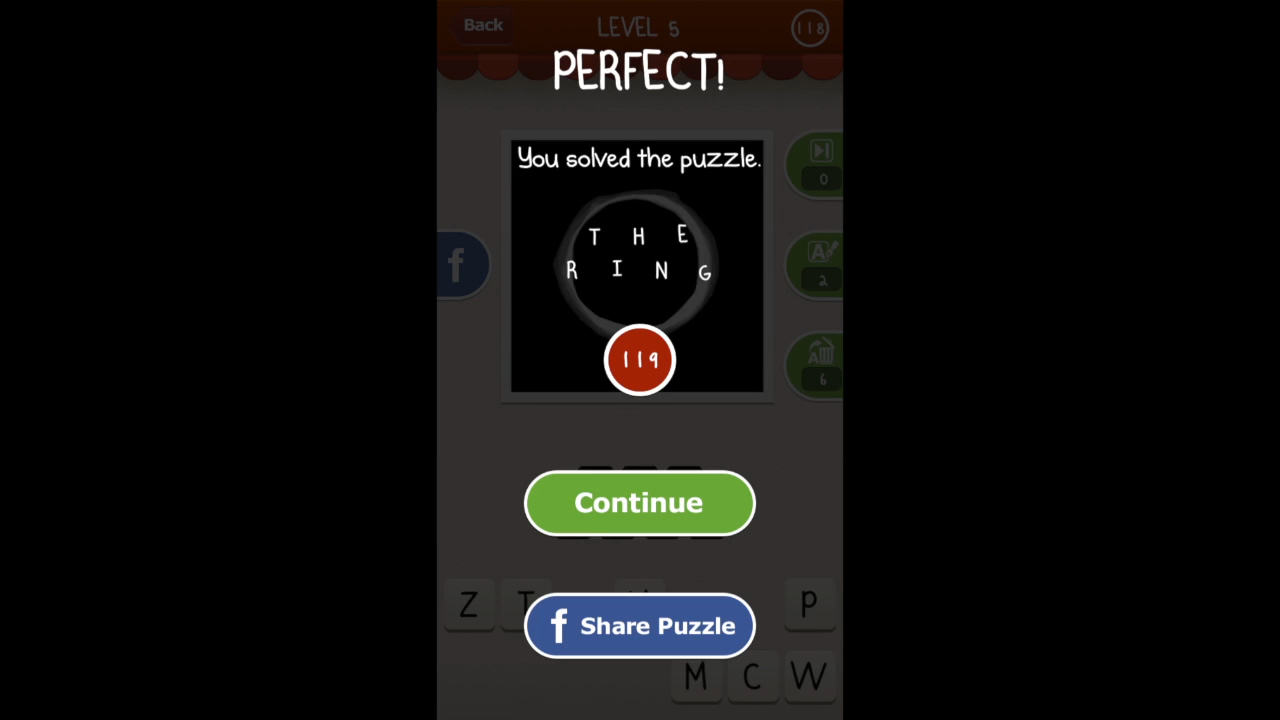 Back
LEVEL 5
118
PERFECT!
You solved the puzzle.
0
T H E
R I N G
f
A
2
119
A
6
Continue
Z T P
f Share Puzzle
M C W